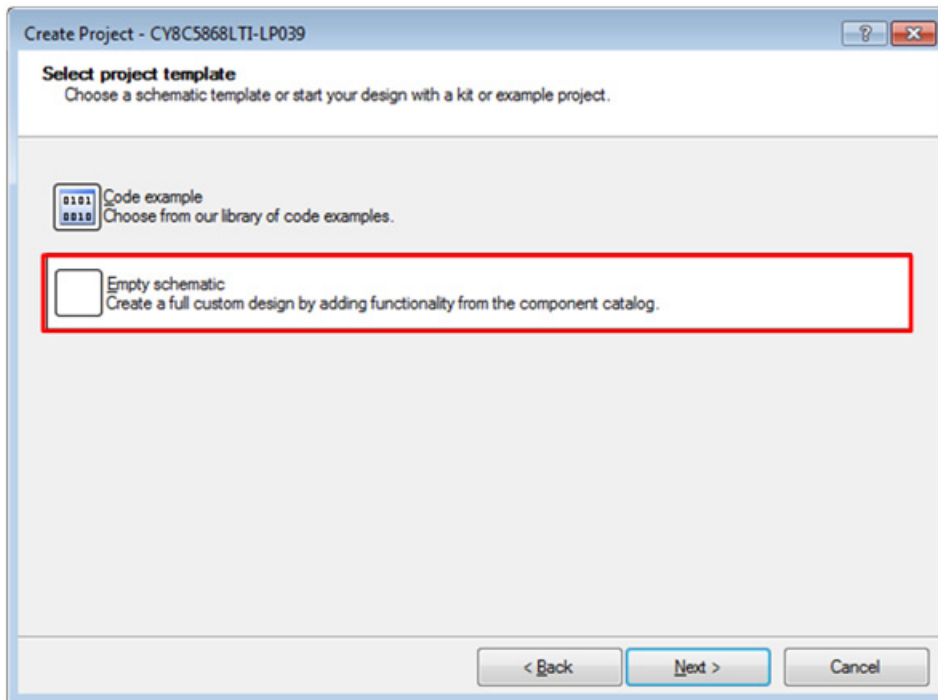 Create Project - CY8C5868LTI-LP039
Select project template
Choose a schematic template or start your design with a kit or example project.
0101
0010
Code example
Choose from our library of code examples.
Empty schematic
Create a full custom design by adding functionality from the component catalog.
< Back
Next >
Cancel